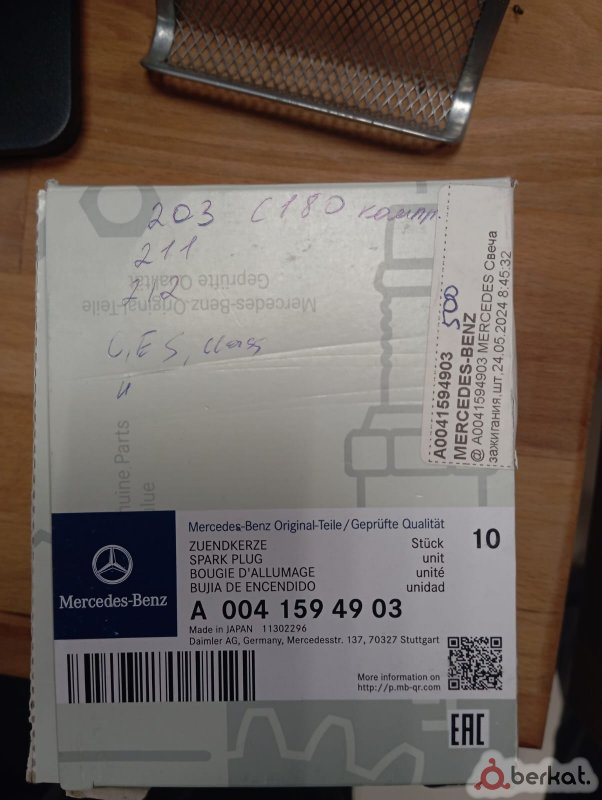 203 C180 компр.
211
212
C, E S, class
Mercedes-Benz Original-Teile
Geprüfte Qualität
nuine Parts
alue
A0041594903
500
MERCEDES-BENZ
@ A0041594903 MERCEDES Свеча
зажигания.шт.24.05.2024 8:45:32
Mercedes-Benz Original-Teile/Geprüfte Qualität
ZUENDKERZE Stück 10
SPARK PLUG unit
BOUGIE D'ALLUMAGE unité
BUJIA DE ENCENDIDO unidad
A 004 159 49 03
Made in JAPAN 11302296
Daimler AG, Germany, Mercedesstr. 137, 70327 Stuttgart
Mercedes-Benz
More information on
http://p.mb-qr.com
EAC
berkat.